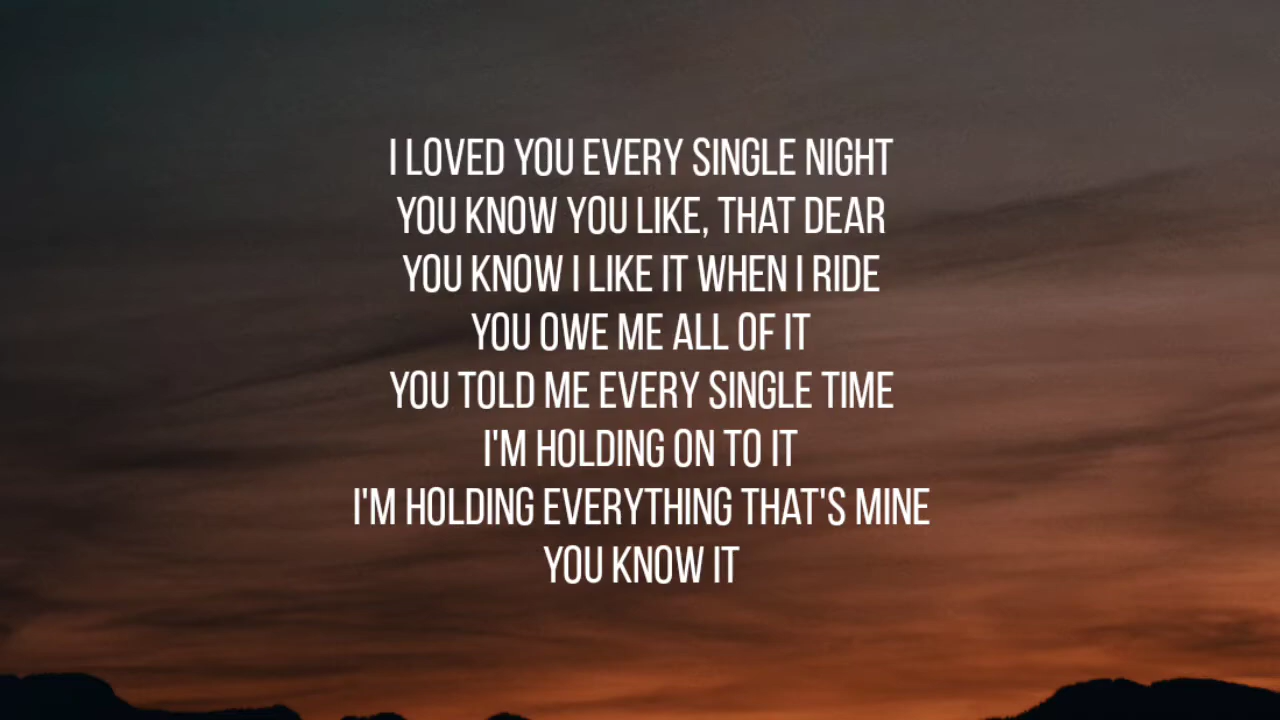 I LOVED YOU EVERY SINGLE NIGHT
YOU KNOW YOU LIKE, THAT DEAR
YOU KNOW I LIKE IT WHEN I RIDE
YOU OWE ME ALL OF IT
YOU TOLD ME EVERY SINGLE TIME
I'M HOLDING ON TO IT
I'M HOLDING EVERYTHING THAT'S MINE
YOU KNOW IT